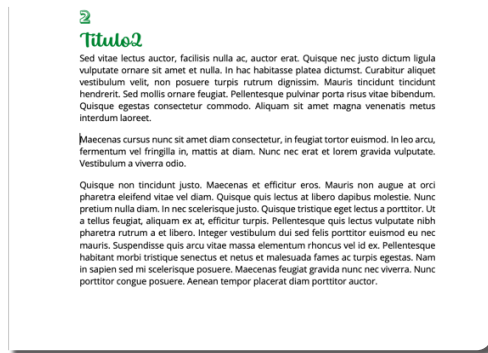 2
Titulo2
Sed vitae lectus auctor, facilisis nulla ac, auctor erat. Quisque nec justo dictum ligula
vulputate ornare sit amet et nulla. In hac habitasse platea dictumst. Curabitur aliquet
vestibulum velit, non posuere turpis rutrum dignissim. Mauris tincidunt tincidunt
hendrerit. Sed mollis ornare feugiat. Pellentesque pulvinar porta risus vitae bibendum.
Quisque egestas consectetur commodo. Aliquam sit amet magna venenatis metus
interdum laoreet.
Maecenas cursus nunc sit amet diam consectetur, in feugiat tortor euismod. In leo arcu,
fermentum vel fringilla in, mattis at diam. Nunc nec erat et lorem gravida vulputate.
Vestibulum a viverra odio.
Quisque non tincidunt justo. Maecenas et efficitur eros. Mauris non augue at orci
pharetra eleifend vitae vel diam. Quisque quis lectus at libero dapibus molestie. Nunc
pretium nulla diam. In nec scelerisque justo. Quisque tristique eget lectus a porttitor. Ut
a tellus feugiat, aliquam ex at, efficitur turpis. Pellentesque quis lectus vulputate nibh
pharetra rutrum a et libero. Integer vestibulum dui sed felis porttitor euismod eu nec
mauris. Suspendisse quis arcu vitae massa elementum rhoncus vel id ex. Pellentesque
habitant morbi tristique senectus et netus et malesuada fames ac turpis egestas. Nam
in sapien sed mi scelerisque posuere. Maecenas feugiat gravida nunc nec viverra. Nunc
porttitor congue posuere. Aenean tempor placerat diam porttitor auctor.